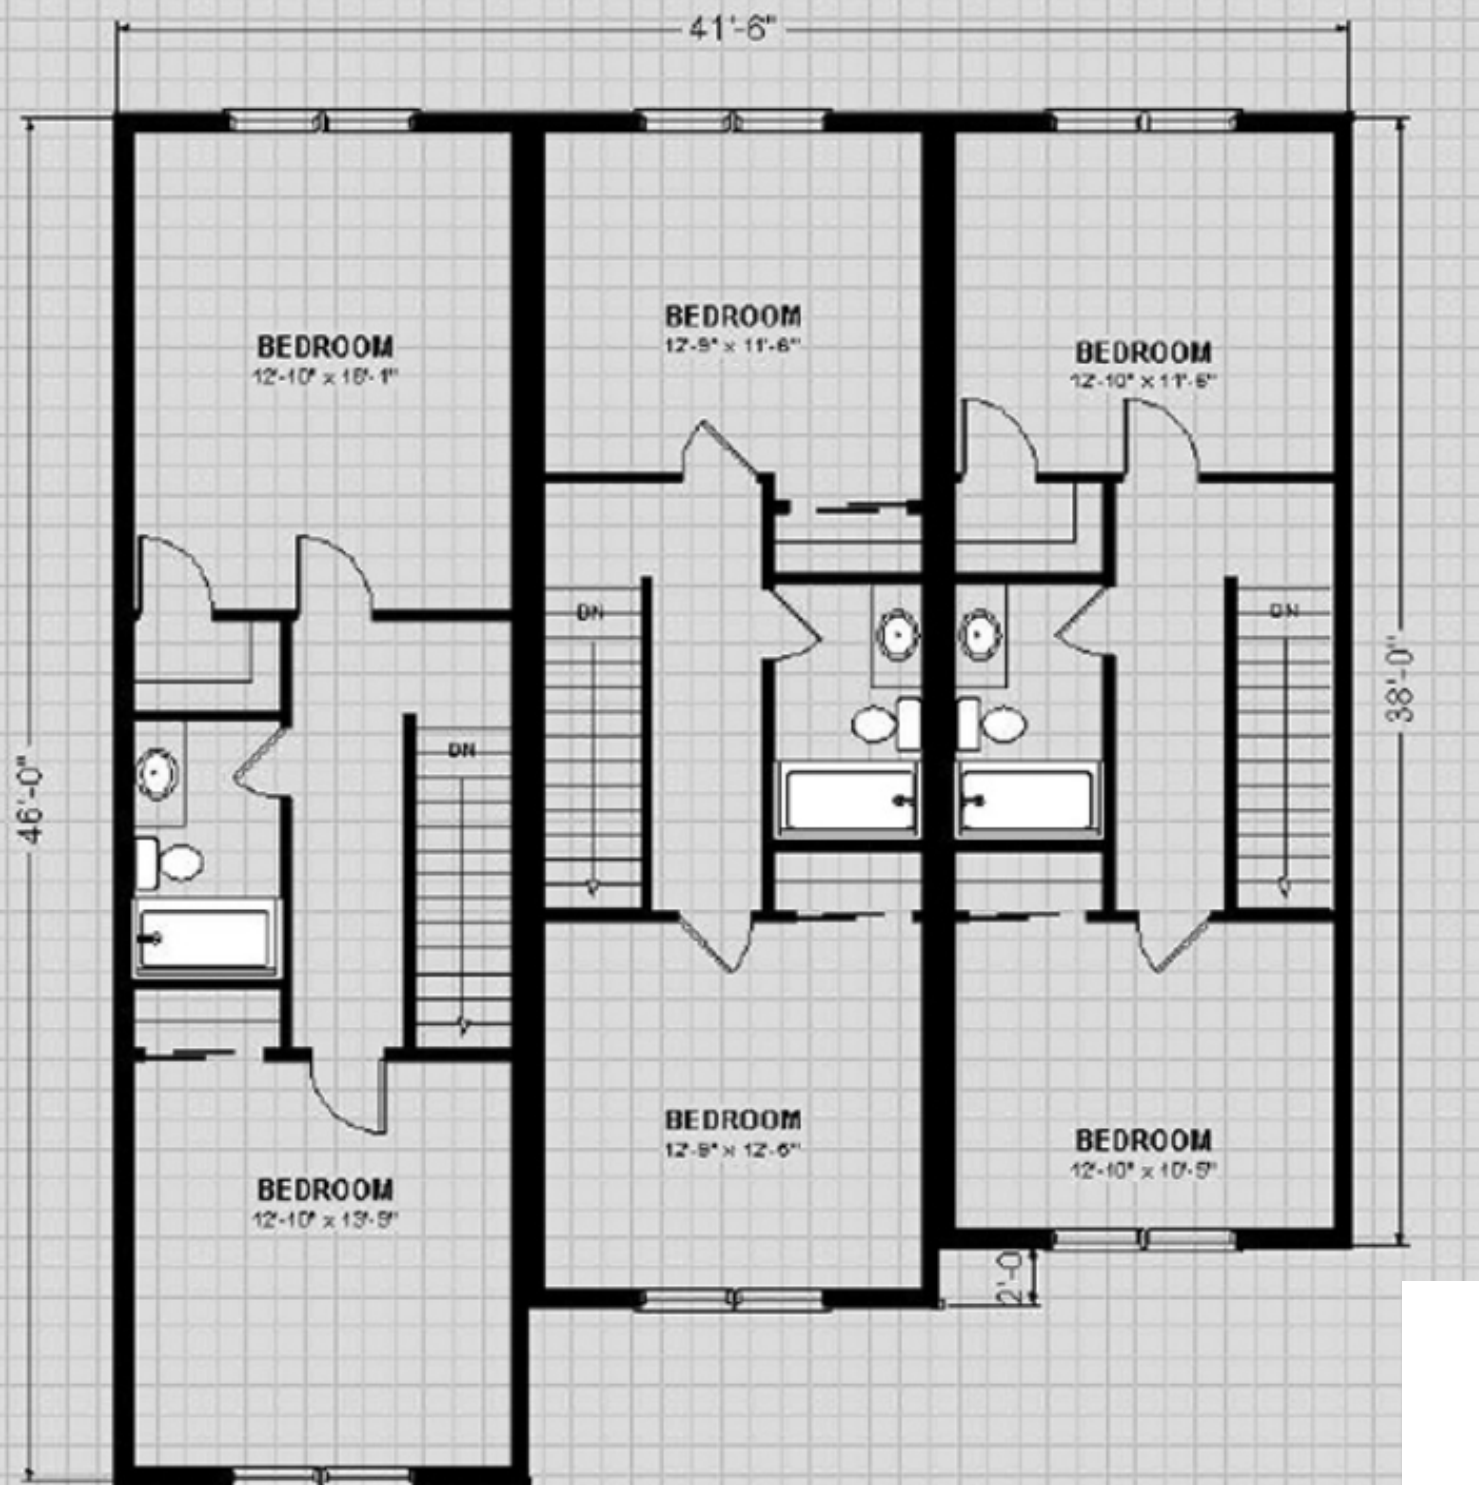 41'-6"
BEDROOM
12'-10" x 16'-1"
BEDROOM
12'-9" x 11'-6"
BEDROOM
12'-10" x 11'-6"
DN
DN
DN
46'-0"
38'-0"
BEDROOM
12'-10" x 13'-9"
BEDROOM
12'-9" x 12'-6"
BEDROOM
12'-10" x 10'-5"
2'-0